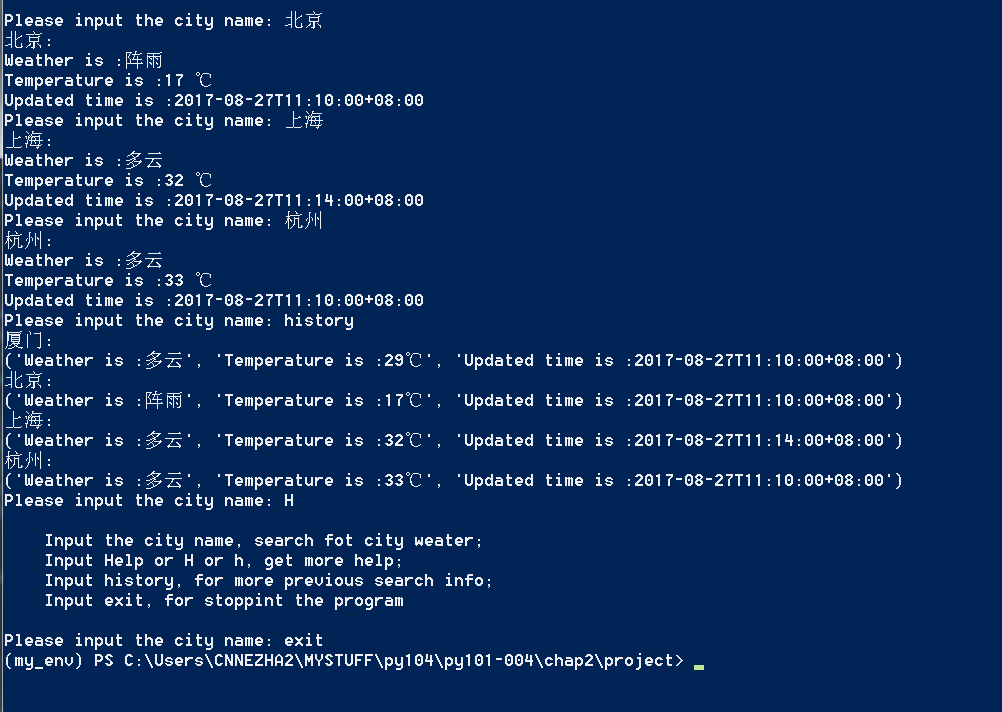 Please input the city name: 北京
北京:
Weather is :阵雨
Temperature is :17 ℃
Updated time is :2017-08-27T11:10:00+08:00
Please input the city name: 上海
上海:
Weather is :多云
Temperature is :32 ℃
Updated time is :2017-08-27T11:14:00+08:00
Please input the city name: 杭州
杭州:
Weather is :多云
Temperature is :33 ℃
Updated time is :2017-08-27T11:10:00+08:00
Please input the city name: history
厦门:
('Weather is :多云', 'Temperature is :29℃', 'Updated time is :2017-08-27T11:10:00+08:00')
北京:
('Weather is :阵雨', 'Temperature is :17℃', 'Updated time is :2017-08-27T11:10:00+08:00')
上海:
('Weather is :多云', 'Temperature is :32℃', 'Updated time is :2017-08-27T11:14:00+08:00')
杭州:
('Weather is :多云', 'Temperature is :33℃', 'Updated time is :2017-08-27T11:10:00+08:00')
Please input the city name: H
Input the city name, search fot city weater;
Input Help or H or h, get more help;
Input history, for more previous search info;
Input exit, for stoppint the program
Please input the city name: exit
(my_env) PS C:\Users\CNNEZHA2\MYSTUFF\py104\py101-004\chap2\project> _